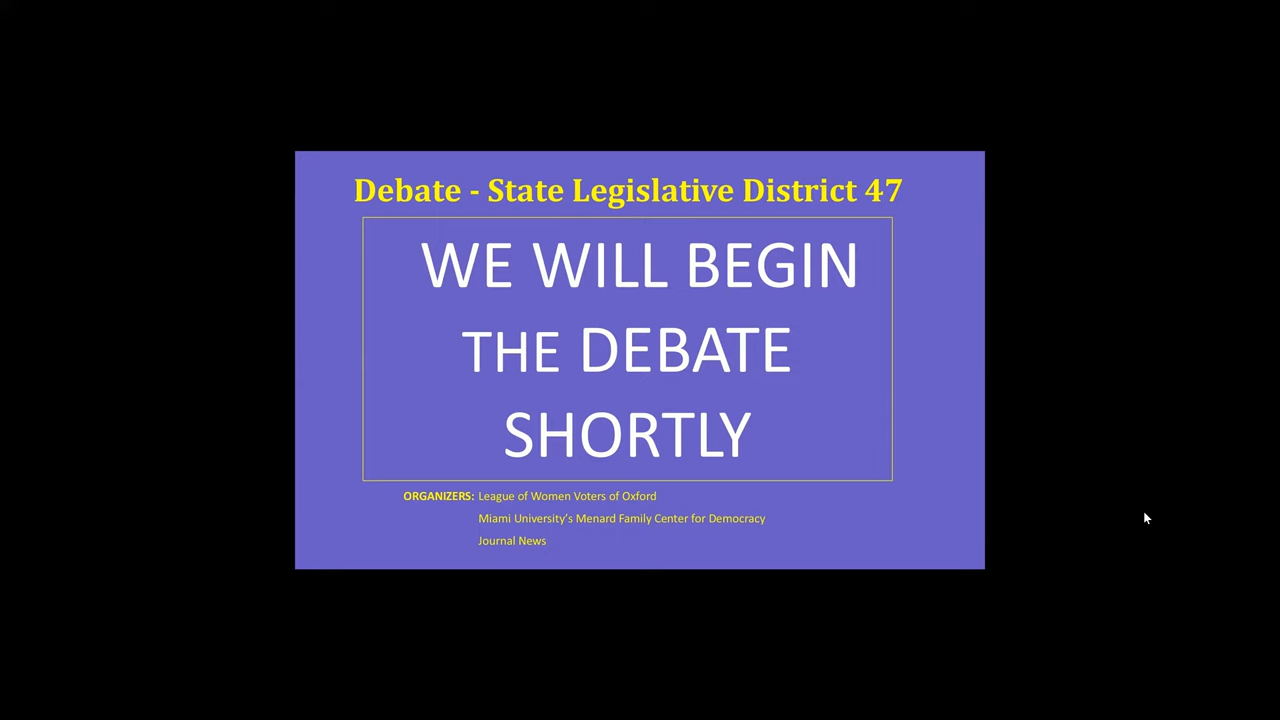 Debate - State Legislative District 47
WE WILL BEGIN
THE DEBATE
SHORTLY
ORGANIZERS: League of Women Voters of Oxford
Miami University's Menard Family Center for Democracy
Journal News